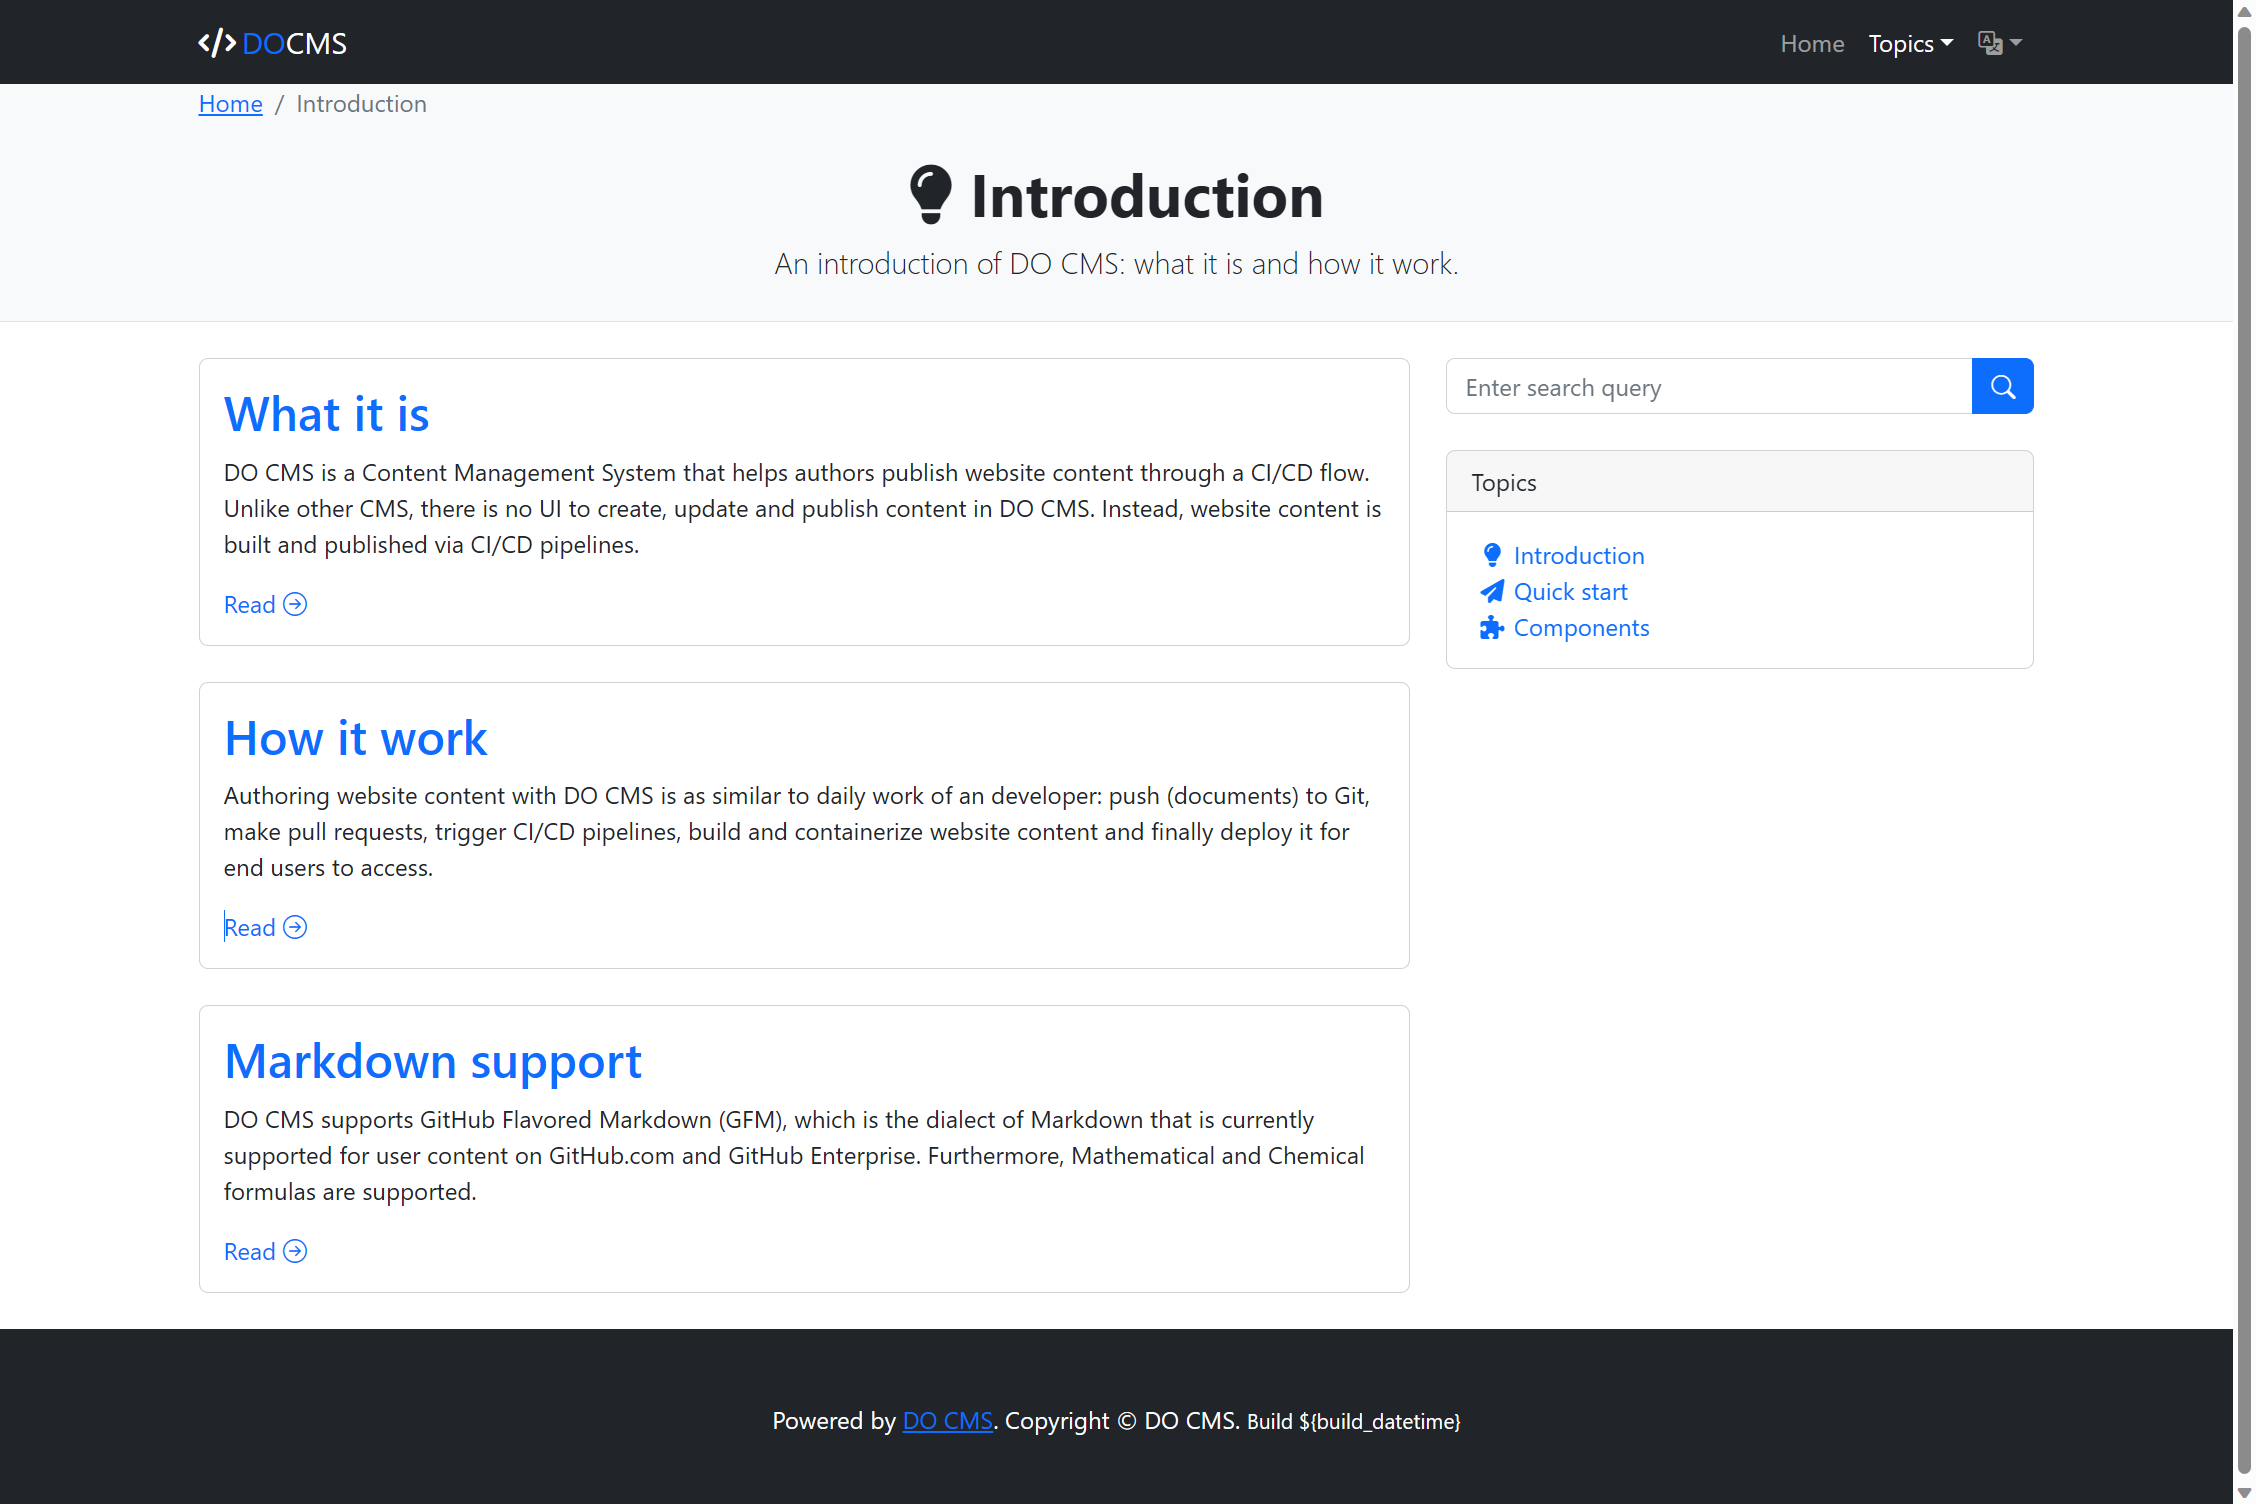 DOCMS
Home Topics
Home / Introduction
Introduction
An introduction of DO CMS: what it is and how it work.
What it is
DO CMS is a Content Management System that helps authors publish website content through a CI/CD flow.
Unlike other CMS, there is no UI to create, update and publish content in DO CMS. Instead, website content is
built and published via CI/CD pipelines.
Read
How it work
Authoring website content with DO CMS is as similar to daily work of an developer: push (documents) to Git,
make pull requests, trigger CI/CD pipelines, build and containerize website content and finally deploy it for
end users to access.
Read
Markdown support
DO CMS supports GitHub Flavored Markdown (GFM), which is the dialect of Markdown that is currently
supported for user content on GitHub.com and GitHub Enterprise. Furthermore, Mathematical and Chemical
formulas are supported.
Read
Enter search query
Topics
Introduction
Quick start
Components
Powered by DO CMS. Copyright © DO CMS. Build ${build_datetime}